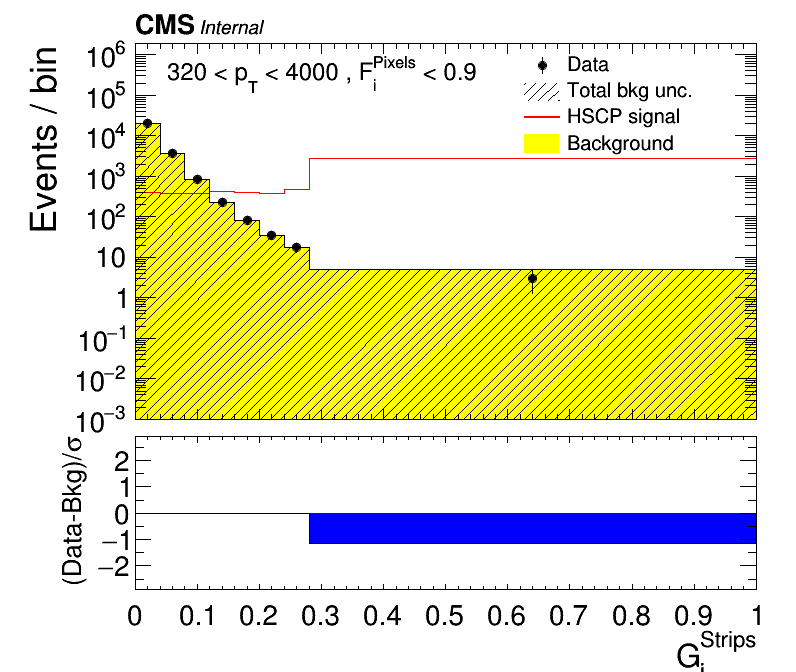 CMS Internal
Events / bin
320 < p_T < 4000 , F_i^Pixels < 0.9
Data
Total bkg unc.
HSCP signal
Background
10^6
10^5
10^4
10^3
10^2
10
1
10^−1
10^−2
10^−3
(Data-Bkg)/σ
2
1
0
−1
−2
0 0.1 0.2 0.3 0.4 0.5 0.6 0.7 0.8 0.9 1
G_i^Strips